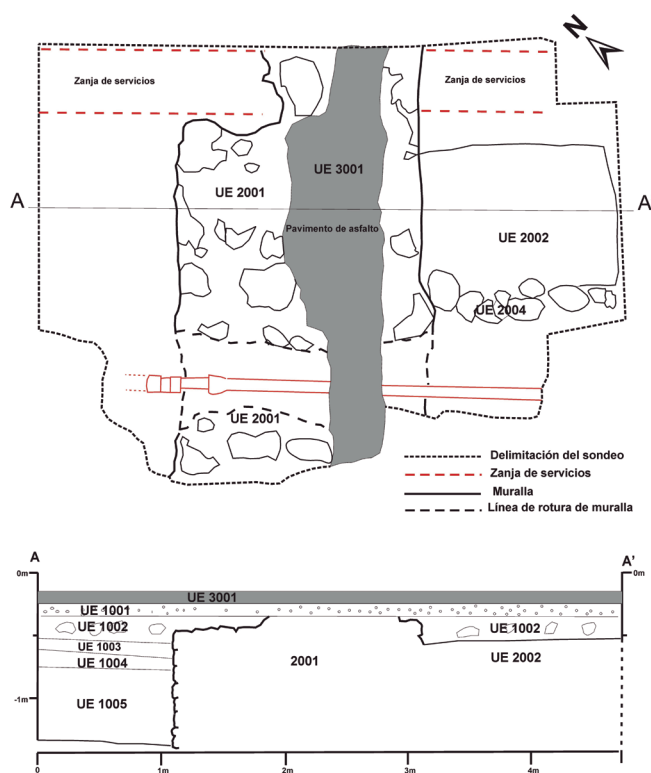 N
Zanja de servicios
Zanja de servicios
UE 3001
UE 2001
A
A
Pavimento de asfalto
UE 2002
UE 2004
UE 2001
Delimitación del sondeo
Zanja de servicios
Muralla
Línea de rotura de muralla
A
A'
0m
0m
UE 3001
UE 1001
UE 1002
UE 1002
UE 1003
UE 2002
UE 1004
2001
-1m
UE 1005
0
1m
2m
3m
4m